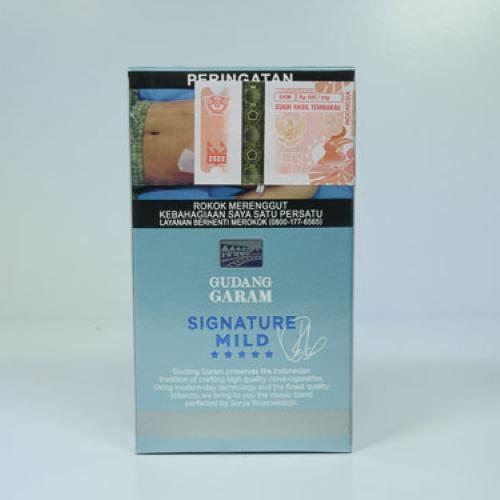 PERINGATAN
SKM
CUKAI HASIL TEMBAKAU
INDONESIA
2022
ROKOK MERENGGUT
KEBAHAGIAAN SAYA SATU PERSATU
LAYANAN BERHENTI MEROKOK (0800-177-6565)
GUDANG
GARAM
SIGNATURE
MILD
Gudang Garam preserves the Indonesian
tradition of crafting high quality clove cigarettes.
Using modern-day technology and the finest quality
tobacco, we bring to you the classic blend
perfected by Surya Wonowidjojo.